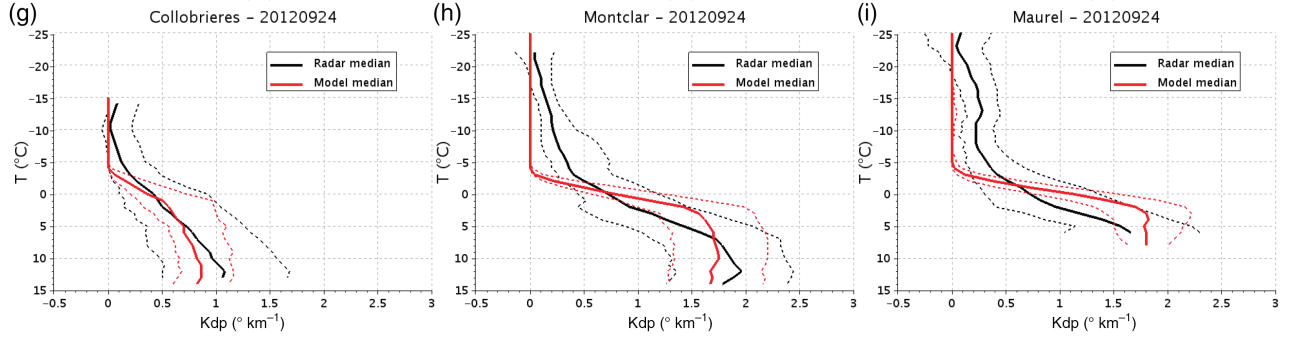 (g) Collobrieres – 20120924
−25
−20
−15
−10
−5
0
5
10
15
T (°C)
Radar median
Model median
−0.5 0 0.5 1 1.5 2 2.5 3
Kdp (° km⁻¹)
(h) Montclar – 20120924
−25
−20
−15
−10
−5
0
5
10
15
T (°C)
Radar median
Model median
−0.5 0 0.5 1 1.5 2 2.5 3
Kdp (° km⁻¹)
(i) Maurel – 20120924
−25
−20
−15
−10
−5
0
5
10
15
T (°C)
Radar median
Model median
−0.5 0 0.5 1 1.5 2 2.5 3
Kdp (° km⁻¹)